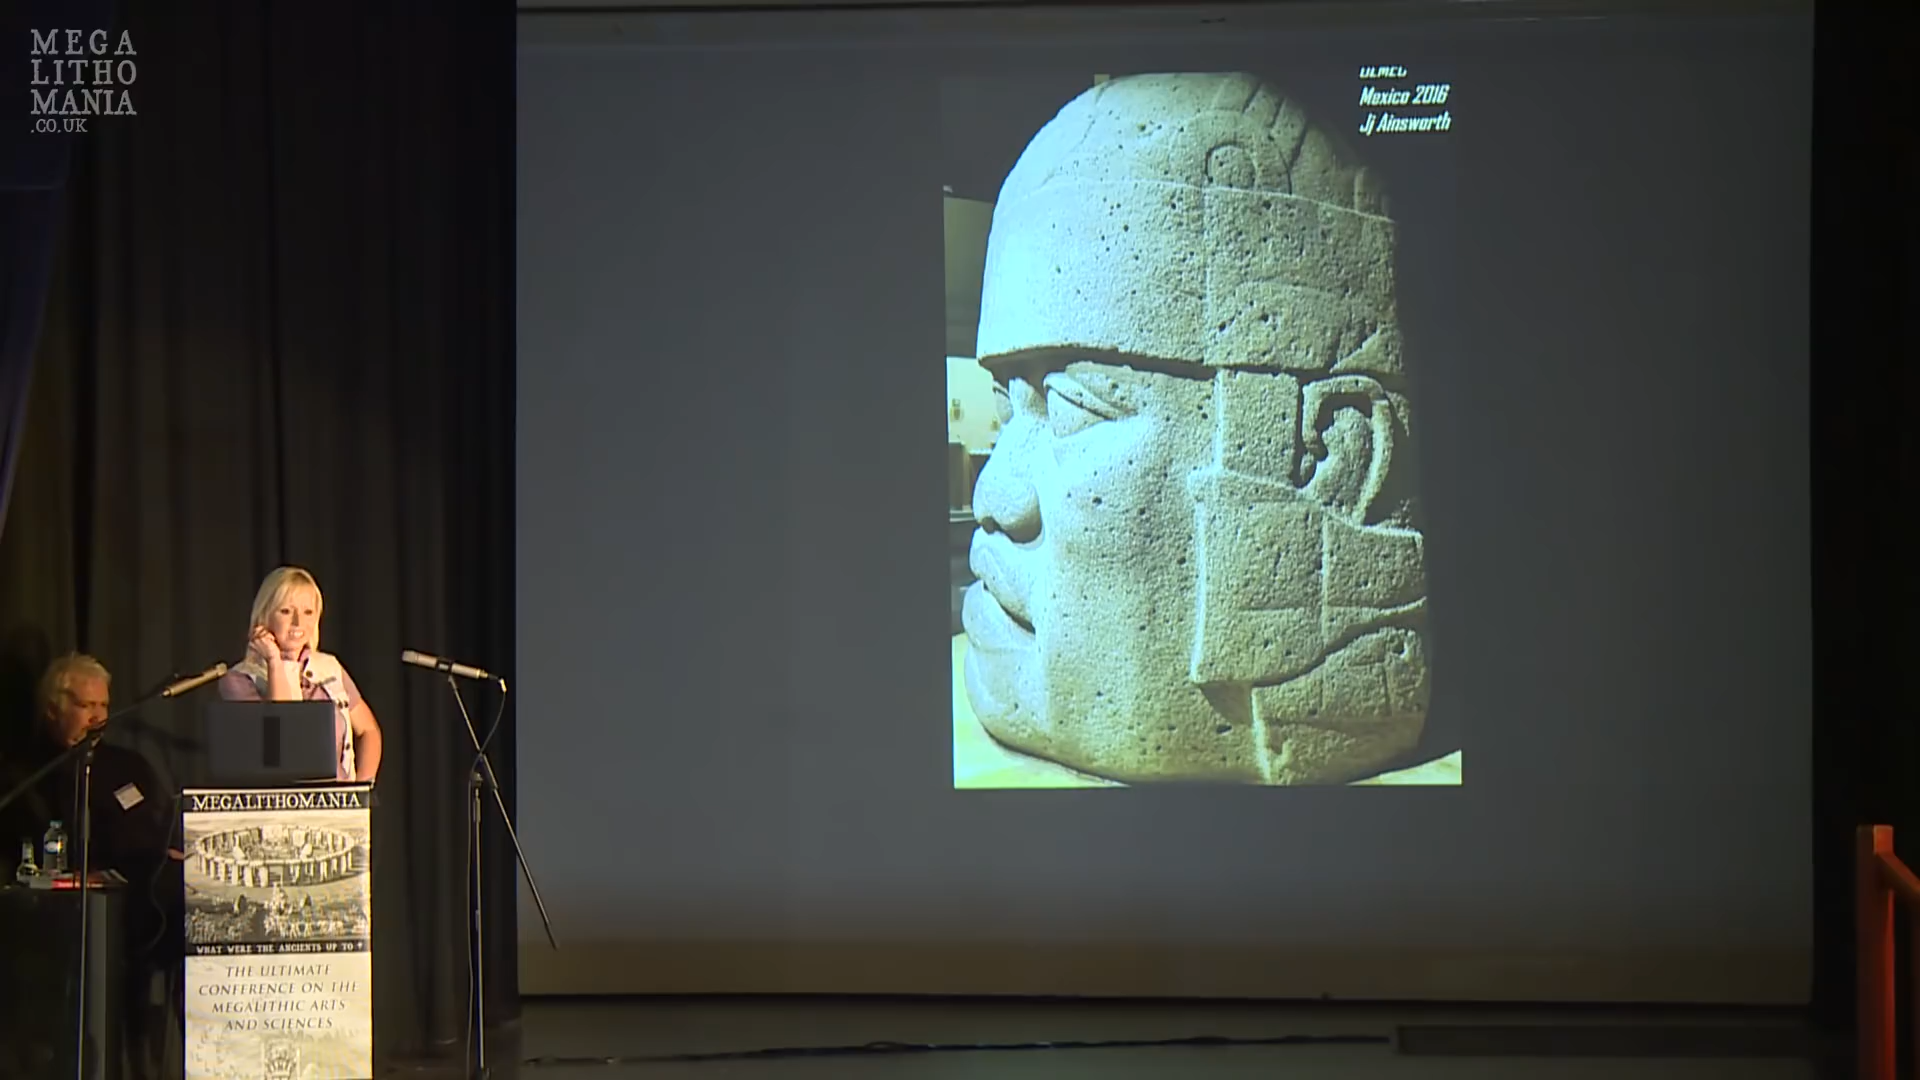 MEGA
LITHO
MANIA
.CO.UK
OLMEC
Mexico 2016
Jj Ainsworth
MEGALITHOMANIA
WHAT WERE THE ANCIENTS UP TO ?
THE ULTIMATE
CONFERENCE ON THE
MEGALITHIC ARTS
AND SCIENCES